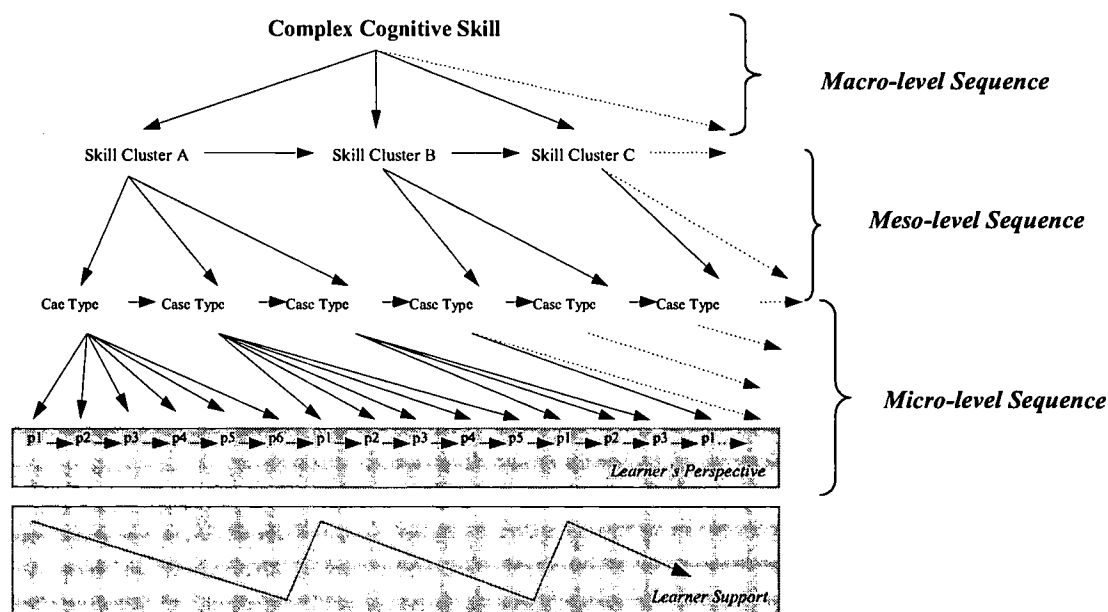 Complex Cognitive Skill
Macro-level Sequence
Skill Cluster A
Skill Cluster B
Skill Cluster C
Meso-level Sequence
Cae Type
Case Type
Case Type
Case Type
Case Type
Case Type
Micro-level Sequence
p1 p2 p3 p4 p5 p6 p1 p2 p3 p4 p5 p1 p2 p3 p1
Learner's Perspective
Learner Support